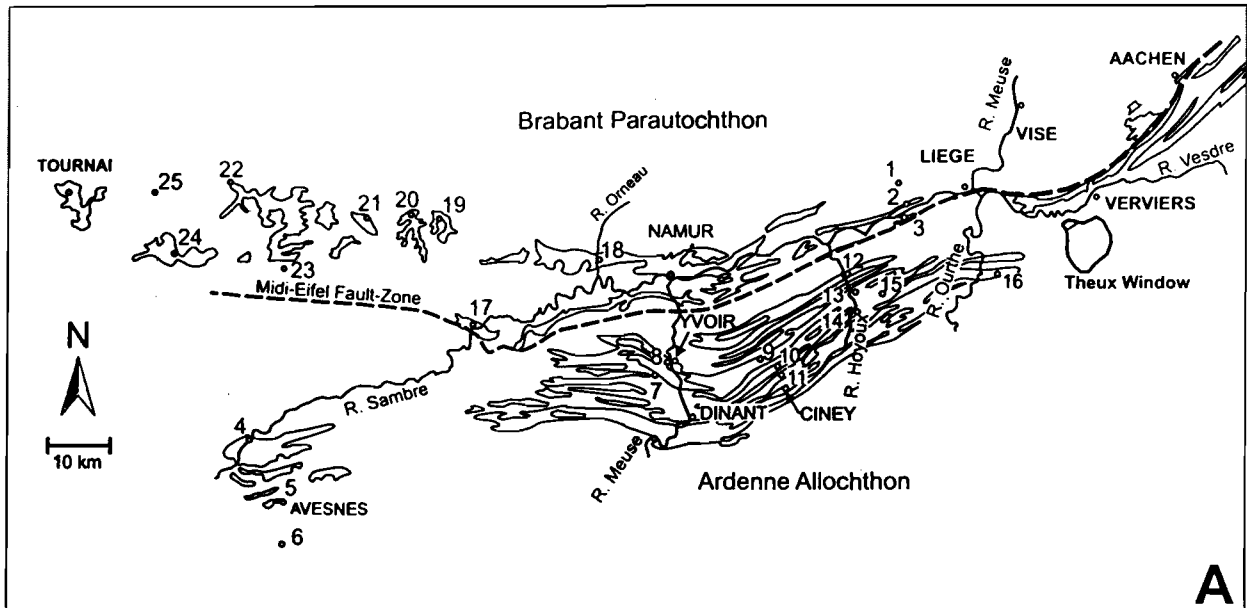 AACHEN
R. Meuse
Brabant Parautochthon
VISE
LIEGE
R. Vesdre
TOURNAI
25
22
21
20
19
R. Orneau
1
2
3
VERVIERS
24
23
18
NAMUR
12
R. Ourthe
Theux Window
Midi-Eifel Fault-Zone
13
15
16
17
14
YVOIR
N
8
9
10
R. Hoyoux
7
11
R. Sambre
DINANT
CINEY
4
10 km
R. Meuse
Ardenne Allochthon
5
AVESNES
6
A